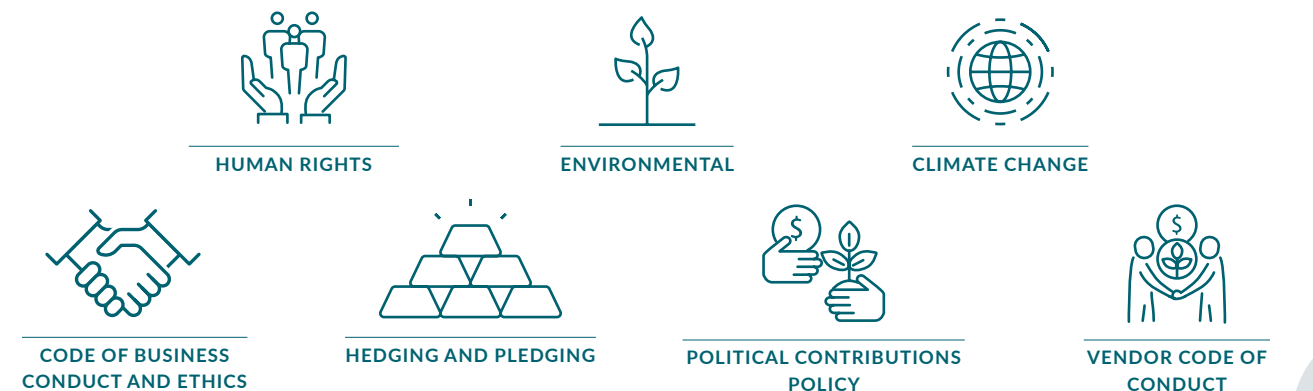 HUMAN RIGHTS
ENVIRONMENTAL
CLIMATE CHANGE
$
$
CODE OF BUSINESS
CONDUCT AND ETHICS
HEDGING AND PLEDGING
POLITICAL CONTRIBUTIONS
POLICY
VENDOR CODE OF
CONDUCT